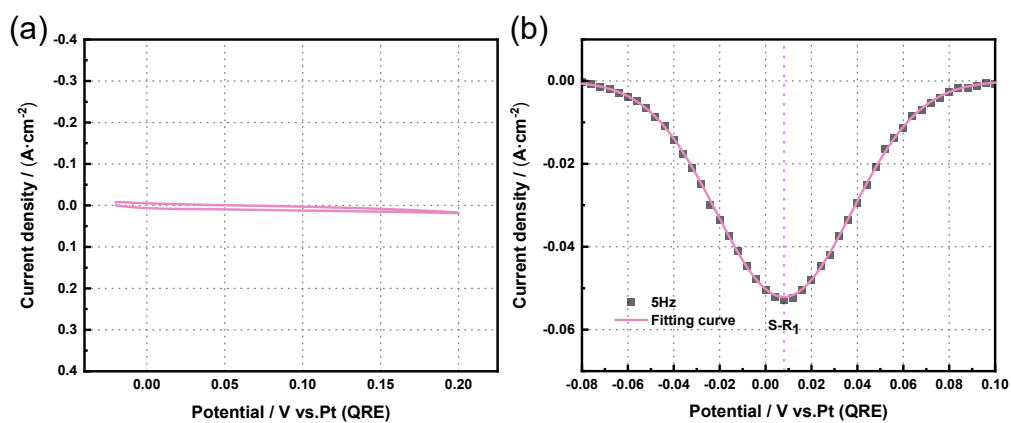 (a)
-0.4
-0.3
-0.2
-0.1
0.0
0.1
0.2
0.3
0.4
Current density / (A·cm⁻²)
0.00 0.05 0.10 0.15 0.20
Potential / V vs.Pt (QRE)
(b)
0.00
-0.02
-0.04
-0.06
Current density / (A·cm⁻²)
5Hz
Fitting curve
S-R₁
-0.08 -0.06 -0.04 -0.02 0.00 0.02 0.04 0.06 0.08 0.10
Potential / V vs.Pt (QRE)